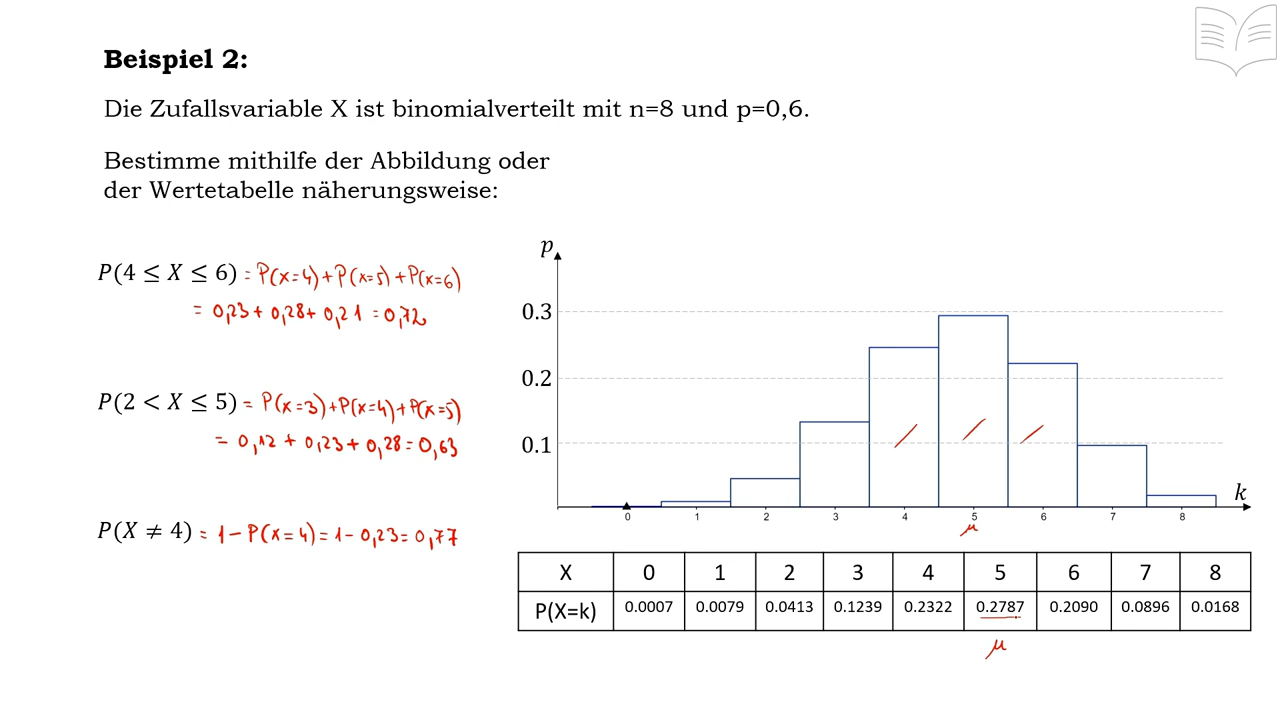 Beispiel 2:
Die Zufallsvariable X ist binomialverteilt mit n=8 und p=0,6.
Bestimme mithilfe der Abbildung oder
der Wertetabelle näherungsweise:
P(4 ≤ X ≤ 6) = P(x=4)+P(x=5)+P(x=6)
= 0,23+0,28+0,21=0,72
P(2 < X ≤ 5) = P(x=3)+P(x=4)+P(x=5)
= 0,12+0,23+0,28=0,63
P(X ≠ 4) = 1-P(x=4)=1-0,23=0,77
p
0.3
0.2
0.1
k
0 1 2 3 4 5 6 7 8
μ
X 0 1 2 3 4 5 6 7 8
P(X=k) 0.0007 0.0079 0.0413 0.1239 0.2322 0.2787 0.2090 0.0896 0.0168
μ